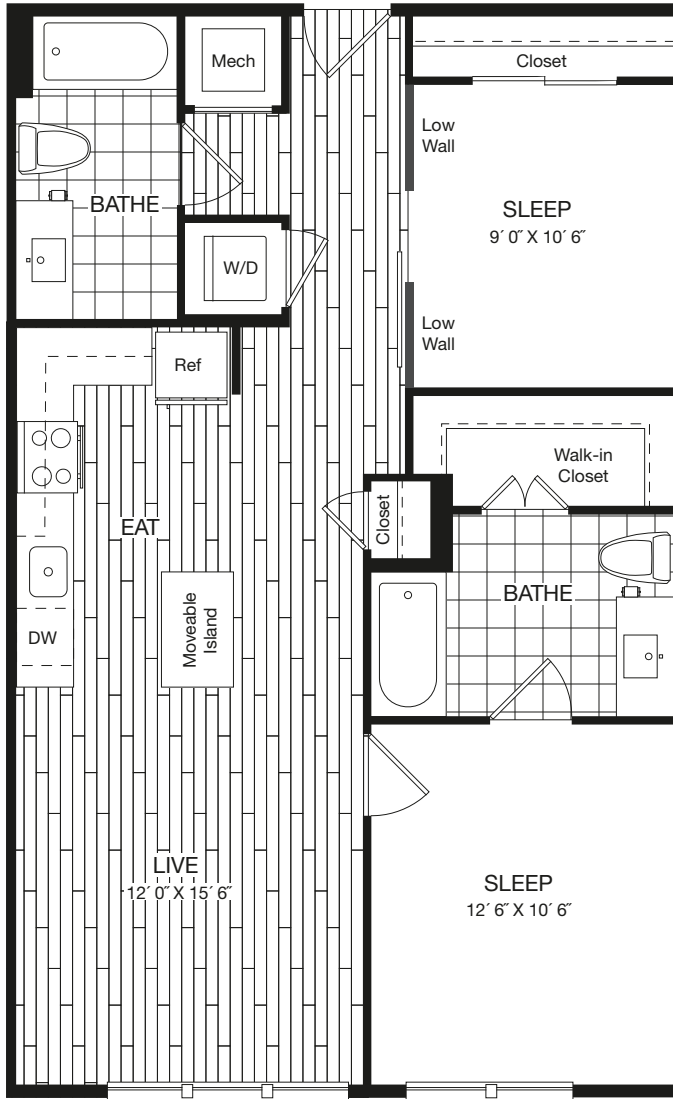 Mech
Closet
Low
Wall
BATHE
SLEEP
9′ 0″ X 10′ 6″
W/D
Low
Wall
Ref
Walk-in
Closet
Closet
EAT
BATHE
Moveable
Island
DW
LIVE
12′ 0″ X 15′ 6″
SLEEP
12′ 6″ X 10′ 6″